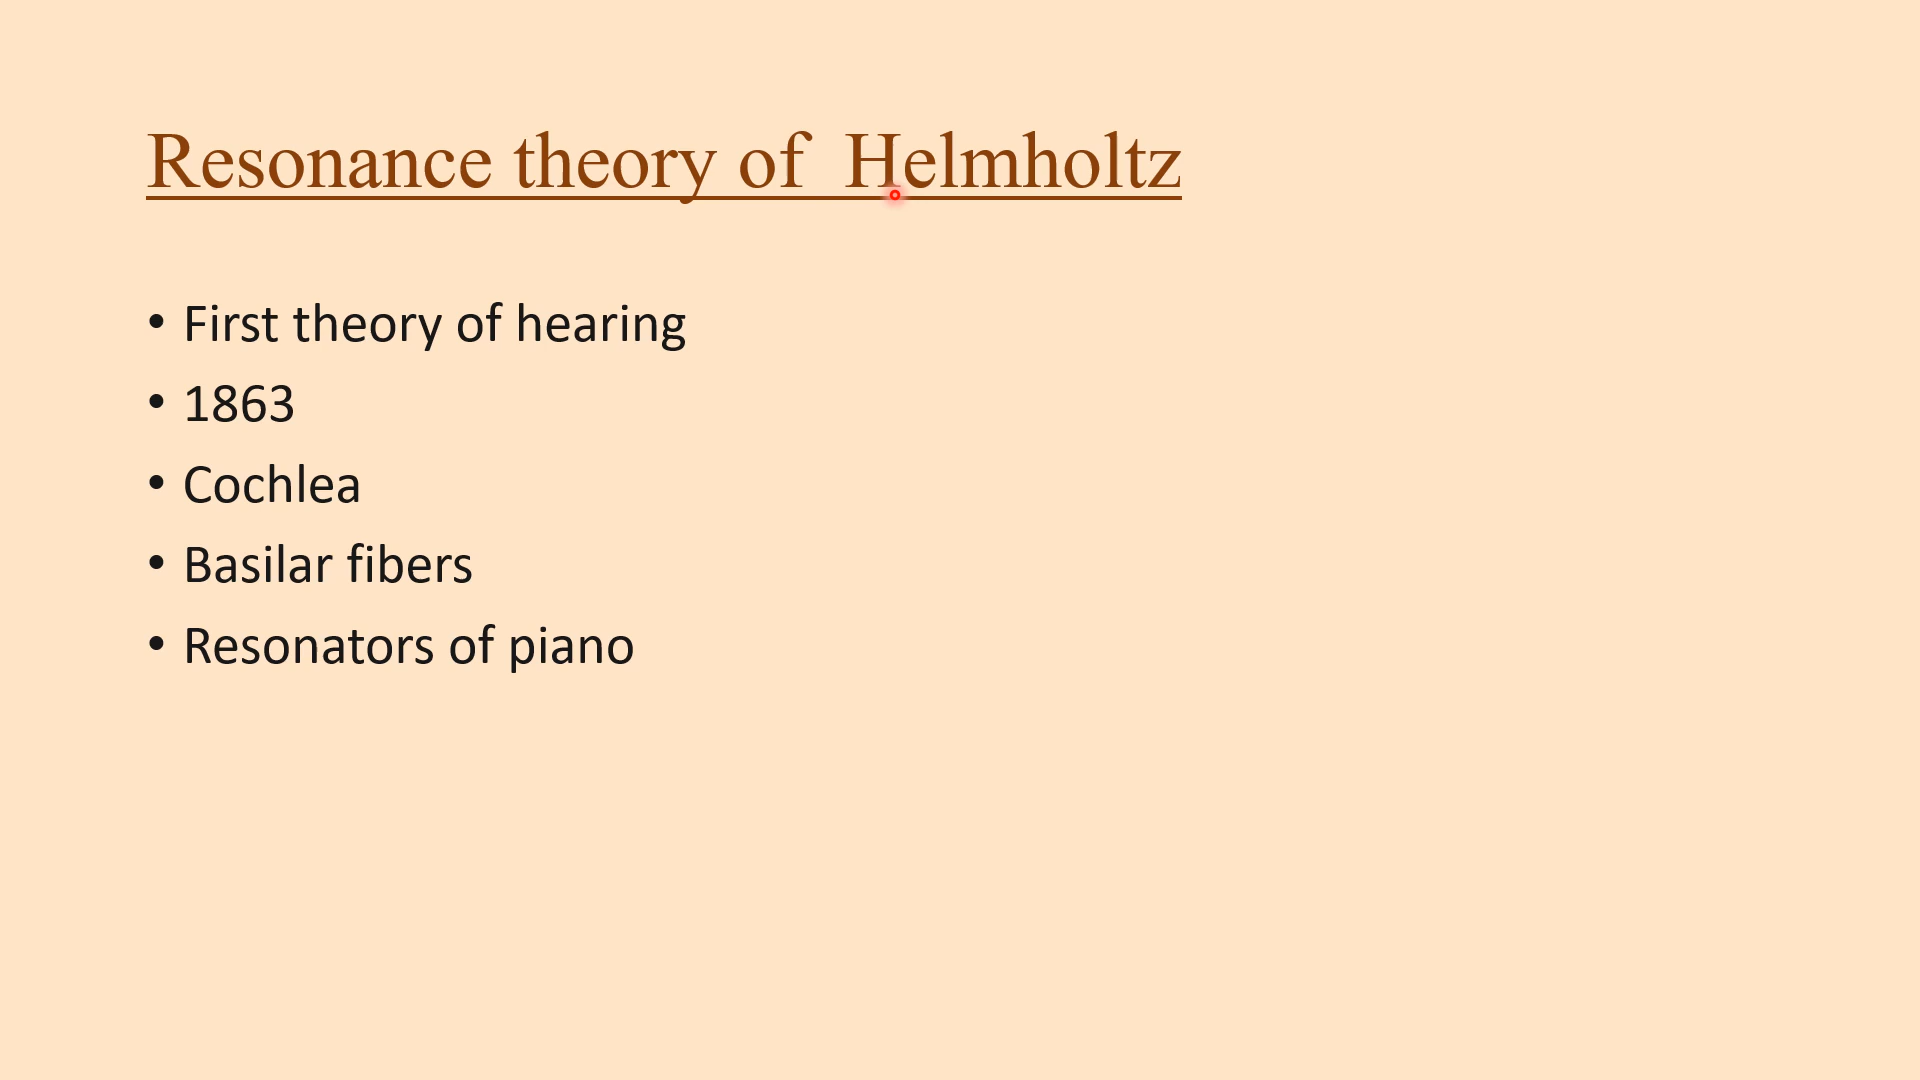 Resonance theory of  Helmholtz
• First theory of hearing
• 1863
• Cochlea
• Basilar fibers
• Resonators of piano